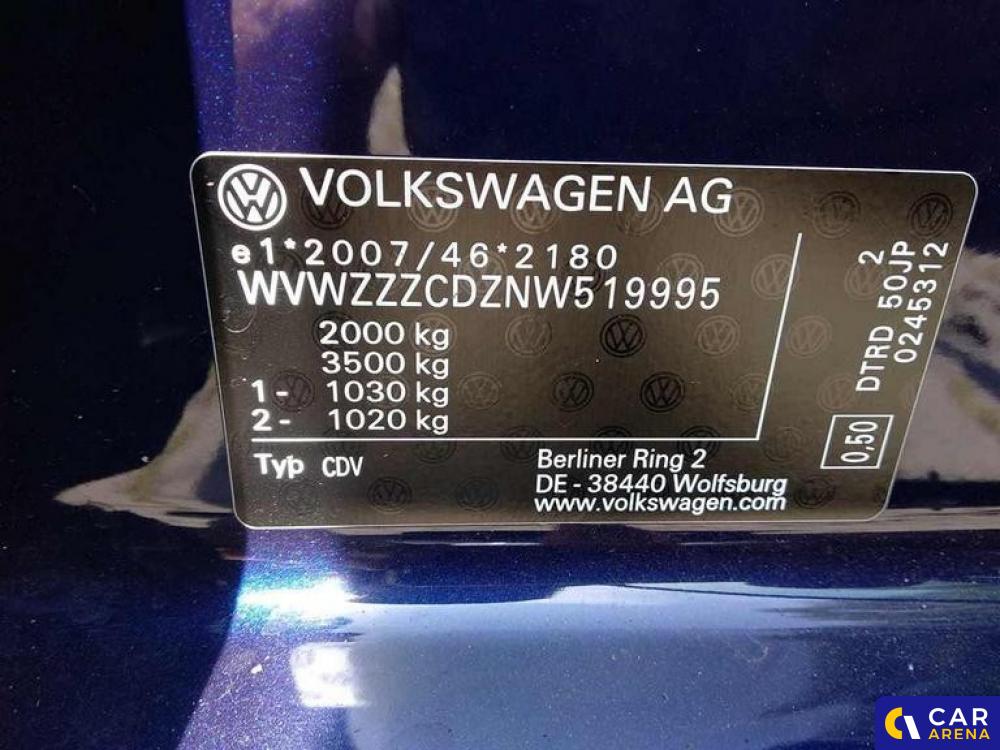 VOLKSWAGEN AG
e1*2007/46*2180
WVWZZZCDZNW519995
2000 kg
3500 kg
1- 1030 kg
2- 1020 kg
Typ CDV
Berliner Ring 2
DE - 38440 Wolfsburg
www.volkswagen.com
2
DTRD 50JP
0245312
0,50
CAR
ARENA